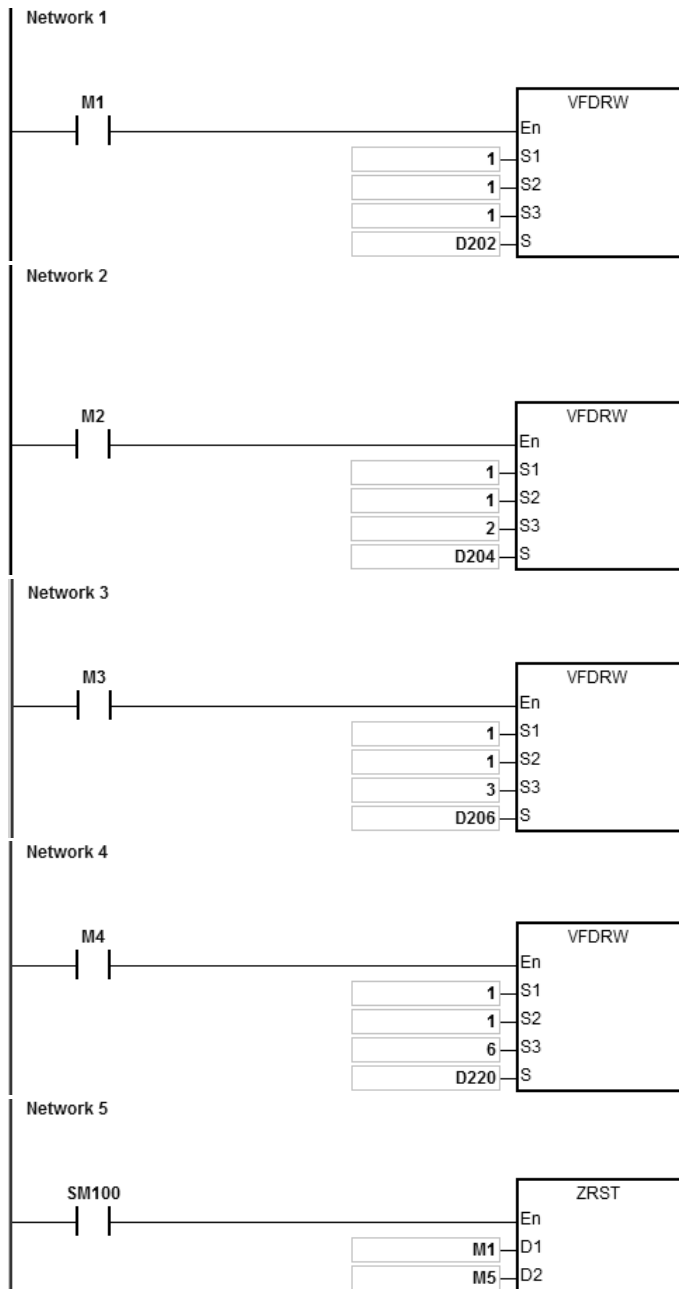 Network 1
M1
VFDRW
En
1 S1
1 S2
1 S3
D202 S
Network 2
M2
VFDRW
En
1 S1
1 S2
2 S3
D204 S
Network 3
M3
VFDRW
En
1 S1
1 S2
3 S3
D206 S
Network 4
M4
VFDRW
En
1 S1
1 S2
6 S3
D220 S
Network 5
SM100
ZRST
En
M1 D1
M5 D2